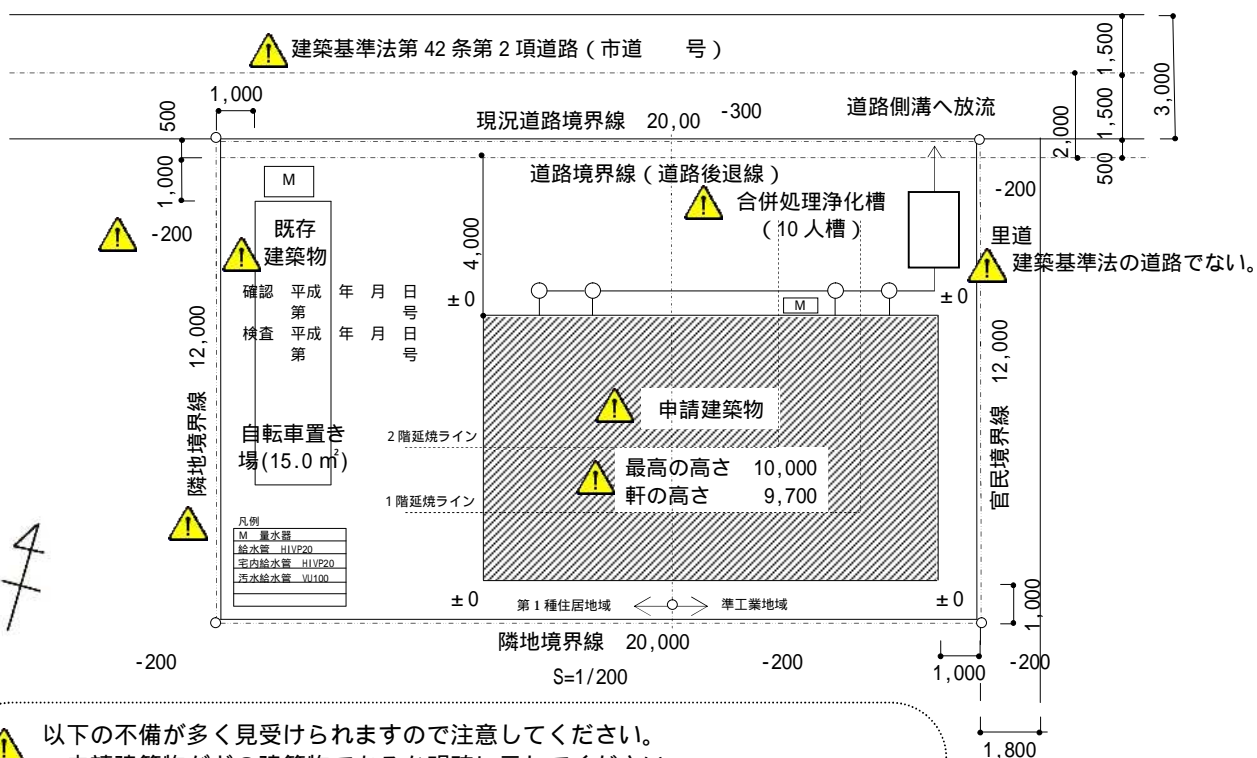 建築基準法第42条第2項道路(市道 号)
1,500
3,000
1,000
500
-300
道路側溝へ放流
現況道路境界線 20,00
2,000
1,500
道路境界線(道路後退線)
500
1,000
M
-200
合併処理浄化槽
(10人槽)
-200
既存
建築物
4,000
里道
建築基準法の道路でない。
確認 平成 年 月 日
第 号
±0
M
±0
検査 平成 年 月 日
第 号
隣地境界線 12,000
官民境界線 12,000
申請建築物
自転車置き
場(15.0㎡)
2階延焼ライン
最高の高さ 10,000
軒の高さ 9,700
1階延焼ライン
凡例
M 量水器
給水管 HIVP20
宅内給水管 HIVP20
汚水給水管 VU100
±0
第1種住居地域
準工業地域
±0
1,000
隣地境界線 20,000
-200
-200
1,000
-200
S=1/200
1,800
以下の不備が多く見受けられますので注意してください。